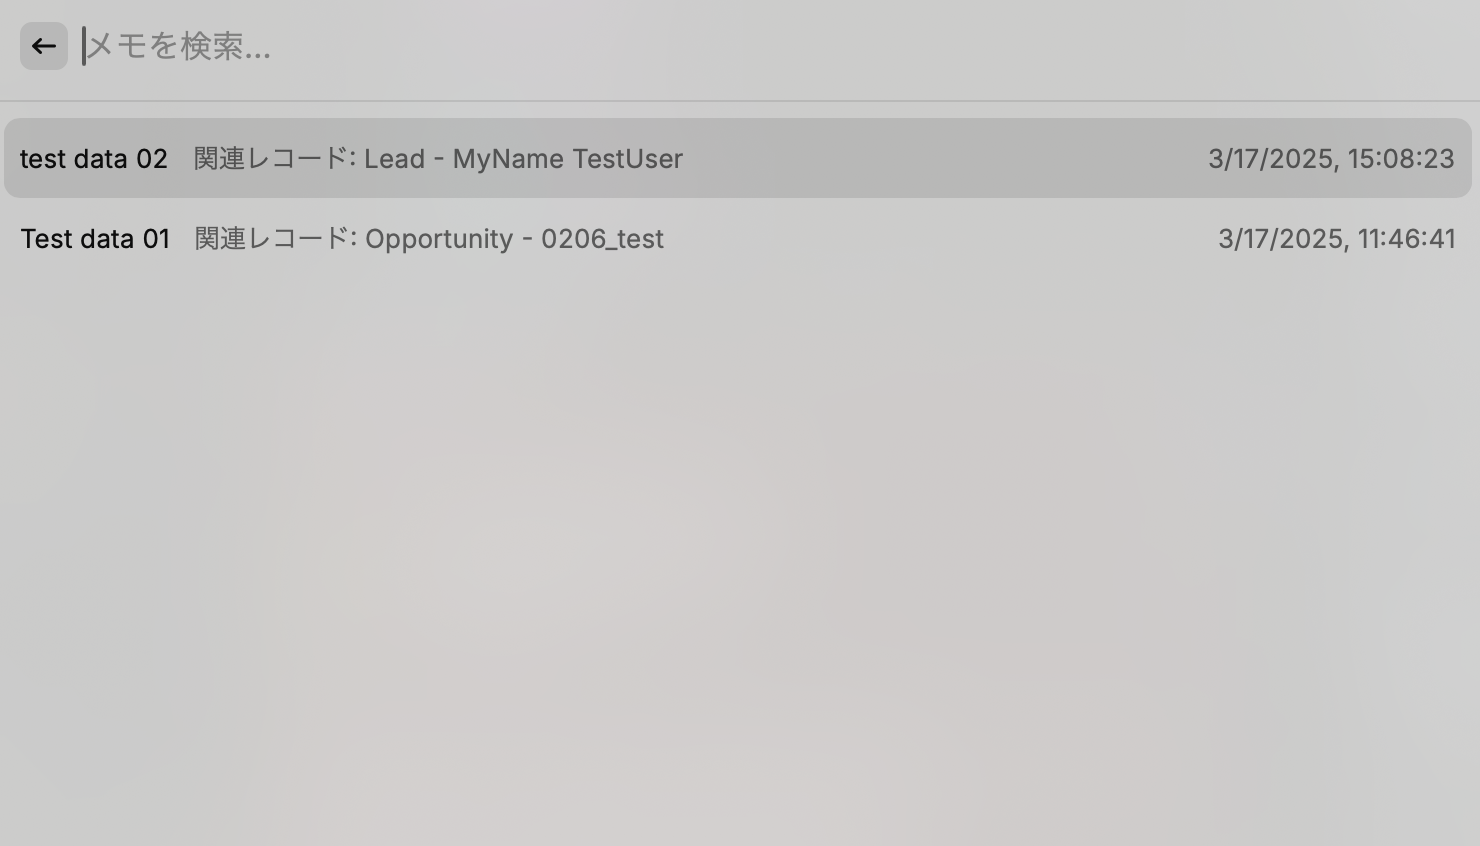 メモを検索...
test data 02 関連レコード: Lead - MyName TestUser 3/17/2025, 15:08:23
Test data 01 関連レコード: Opportunity - 0206_test 3/17/2025, 11:46:41